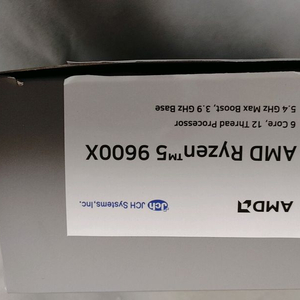 AMD
Jch JCH Systems, Inc.
AMD Ryzen™ 5 9600X
6 Core, 12 Thread Processor
5.4 GHz Max Boost, 3.9 GHz Base